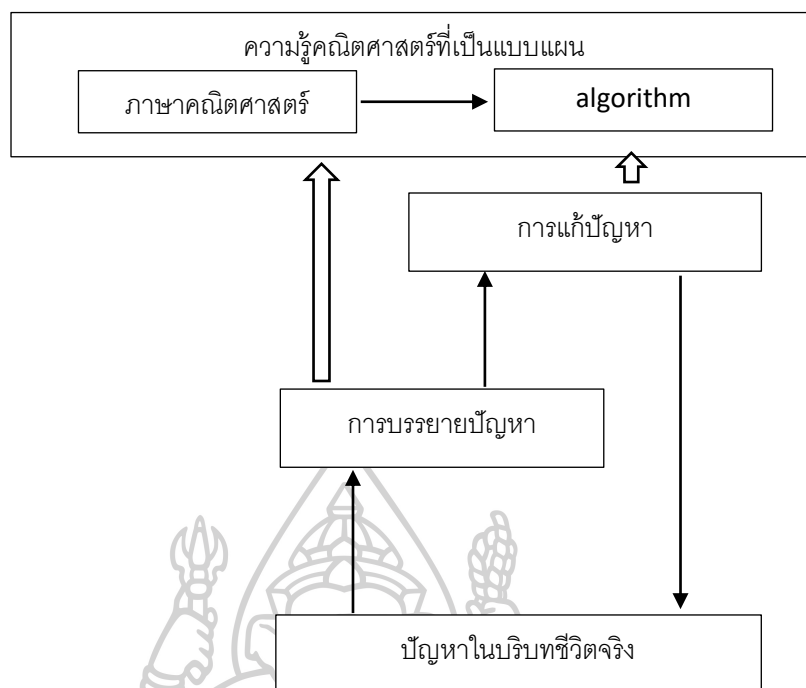 ความรู้คณิตศาสตร์ที่เป็นแบบแผน
ภาษาคณิตศาสตร์
algorithm
การแก้ปัญหา
การบรรยายปัญหา
ปัญหาในบริบทชีวิตจริง